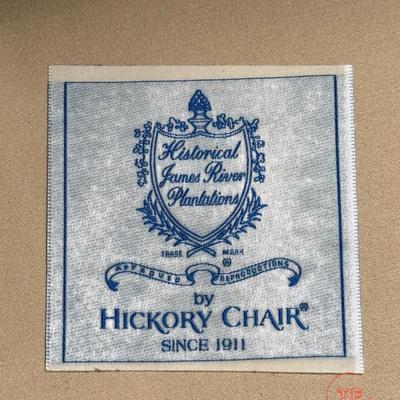 Historical
James River
Plantations
TRADE MARK ®
APPROVED REPRODUCTIONS
by
HICKORY CHAIR®
SINCE 1911